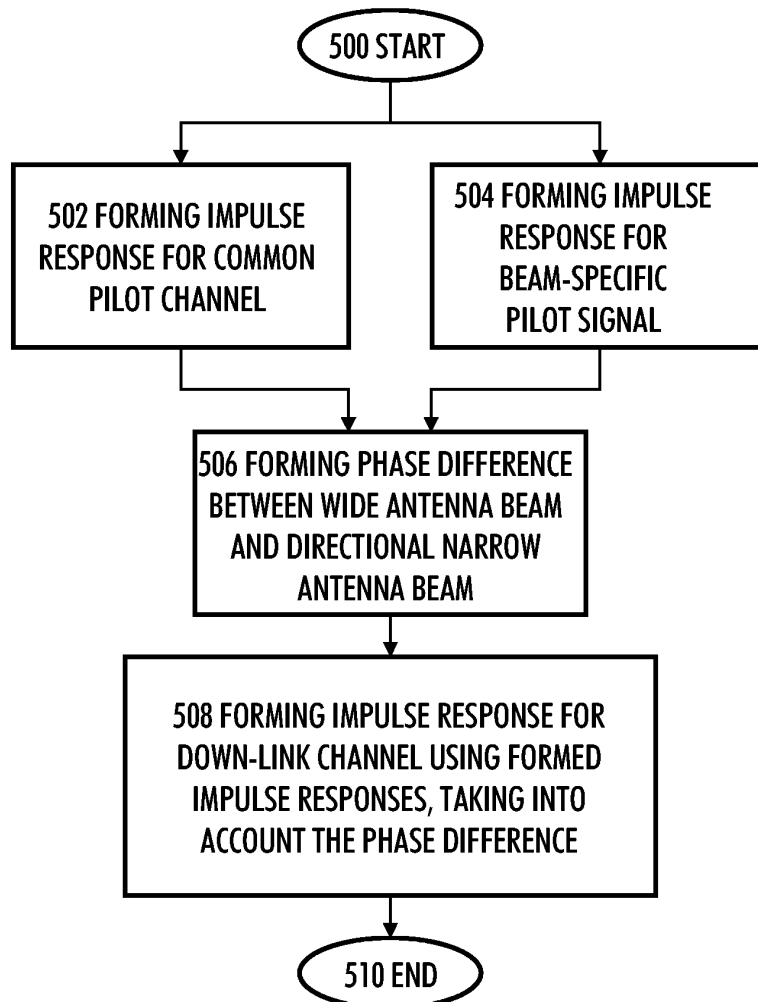 500 START
502 FORMING IMPULSE
RESPONSE FOR COMMON
PILOT CHANNEL
504 FORMING IMPULSE
RESPONSE FOR
BEAM-SPECIFIC
PILOT SIGNAL
506 FORMING PHASE DIFFERENCE
BETWEEN WIDE ANTENNA BEAM
AND DIRECTIONAL NARROW
ANTENNA BEAM
508 FORMING IMPULSE RESPONSE FOR
DOWN-LINK CHANNEL USING FORMED
IMPULSE RESPONSES, TAKING INTO
ACCOUNT THE PHASE DIFFERENCE
510 END